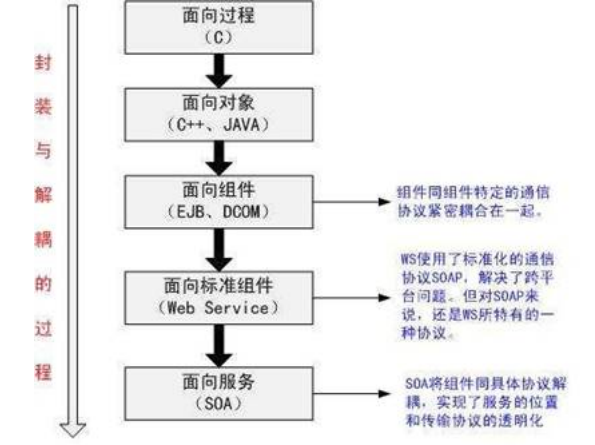 封装与解耦的过程
面向过程
（C）
面向对象
（C++、JAVA）
面向组件
（EJB、DCOM）
组件同组件特定的通信
协议紧密耦合在一起。
面向标准组件
（Web Service）
WS使用了标准化的通信
协议SOAP，解决了跨平
台问题。但对SOAP来
说，还是WS所特有的一
种协议。
面向服务
（SOA）
SOA将组件同具体协议解
耦，实现了服务的位置
和传输协议的透明化